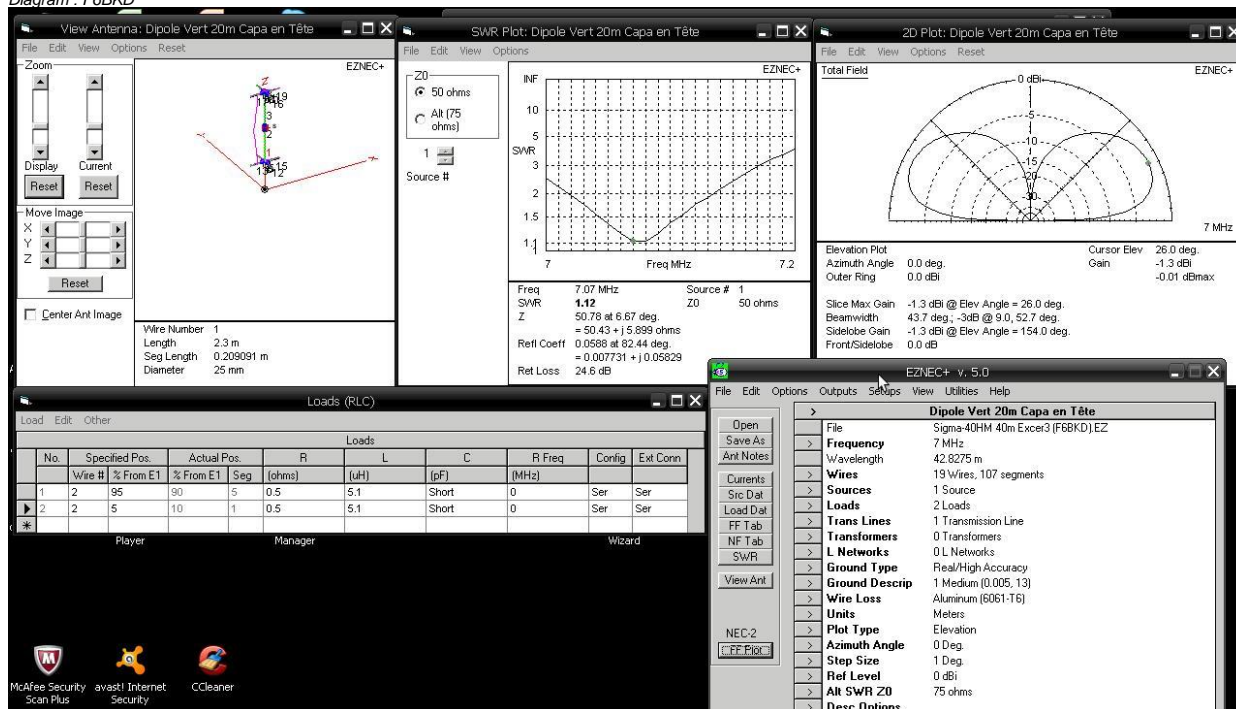 Diagram : F6BKD
View Antenna: Dipole Vert 20m Capa en Tête
File Edit View Options Reset
Zoom
Display Current
Reset Reset
Move Image
X
Y
Z
Reset
Center Ant Image
EZNEC+
Z
3
2
1
Wire Number 1
Length 2.3 m
Seg Length 0.209091 m
Diameter 25 mm
SWR Plot: Dipole Vert 20m Capa en Tête
File Edit View Options
Z0
50 ohms
Alt (75 ohms)
1
Source #
EZNEC+
INF
10
5
SWR
3
2
1.5
1.1
1
7 Freq MHz 7.2
Freq 7.07 MHz Source # 1
SWR 1.12 Z0 50 ohms
Z 50.78 at 6.67 deg.
= 50.43 + j 5.899 ohms
Refl Coeff 0.0588 at 82.44 deg.
= 0.007731 + j 0.05829
Ret Loss 24.6 dB
2D Plot: Dipole Vert 20m Capa en Tête
File Edit View Options Reset
Total Field EZNEC+
0 dBi
-5
-10
-15
-20
-30
7 MHz
Elevation Plot Cursor Elev 26.0 deg.
Azimuth Angle 0.0 deg. Gain -1.3 dBi
Outer Ring 0.0 dBi -0.01 dBmax
Slice Max Gain -1.3 dBi @ Elev Angle = 26.0 deg.
Beamwidth 43.7 deg.; -3dB @ 9.0, 52.7 deg.
Sidelobe Gain -1.3 dBi @ Elev Angle = 154.0 deg.
Front/Sidelobe 0.0 dB
Loads (RLC)
Load Edit Other
Loads
No. Specified Pos. Actual Pos. R L C R Freq Config Ext Conn
Wire # % From E1 % From E1 Seg (ohms) (uH) (pF) (MHz)
1 2 95 90 5 0.5 5.1 Short 0 Ser Ser
2 2 5 10 1 0.5 5.1 Short 0 Ser Ser
*
Player Manager Wizard
EZNEC+ v. 5.0
File Edit Options Outputs Setups View Utilities Help
Open
Save As
Ant Notes
Currents
Src Dat
Load Dat
FF Tab
NF Tab
SWR
View Ant
NEC-2
FF Plot
> Dipole Vert 20m Capa en Tête
File Sigma-40HM 40m Excer3 (F6BKD).EZ
> Frequency 7 MHz
Wavelength 42.8275 m
> Wires 19 Wires, 107 segments
> Sources 1 Source
> Loads 2 Loads
> Trans Lines 1 Transmission Line
> Transformers 0 Transformers
> L Networks 0 L Networks
> Ground Type Real/High Accuracy
> Ground Descrip 1 Medium (0.005, 13)
> Wire Loss Aluminum (6061-T6)
> Units Meters
> Plot Type Elevation
> Azimuth Angle 0 Deg.
> Step Size 1 Deg.
> Ref Level 0 dBi
> Alt SWR Z0 75 ohms
> Desc Options
McAfee Security Scan Plus
avast! Internet Security
CCleaner